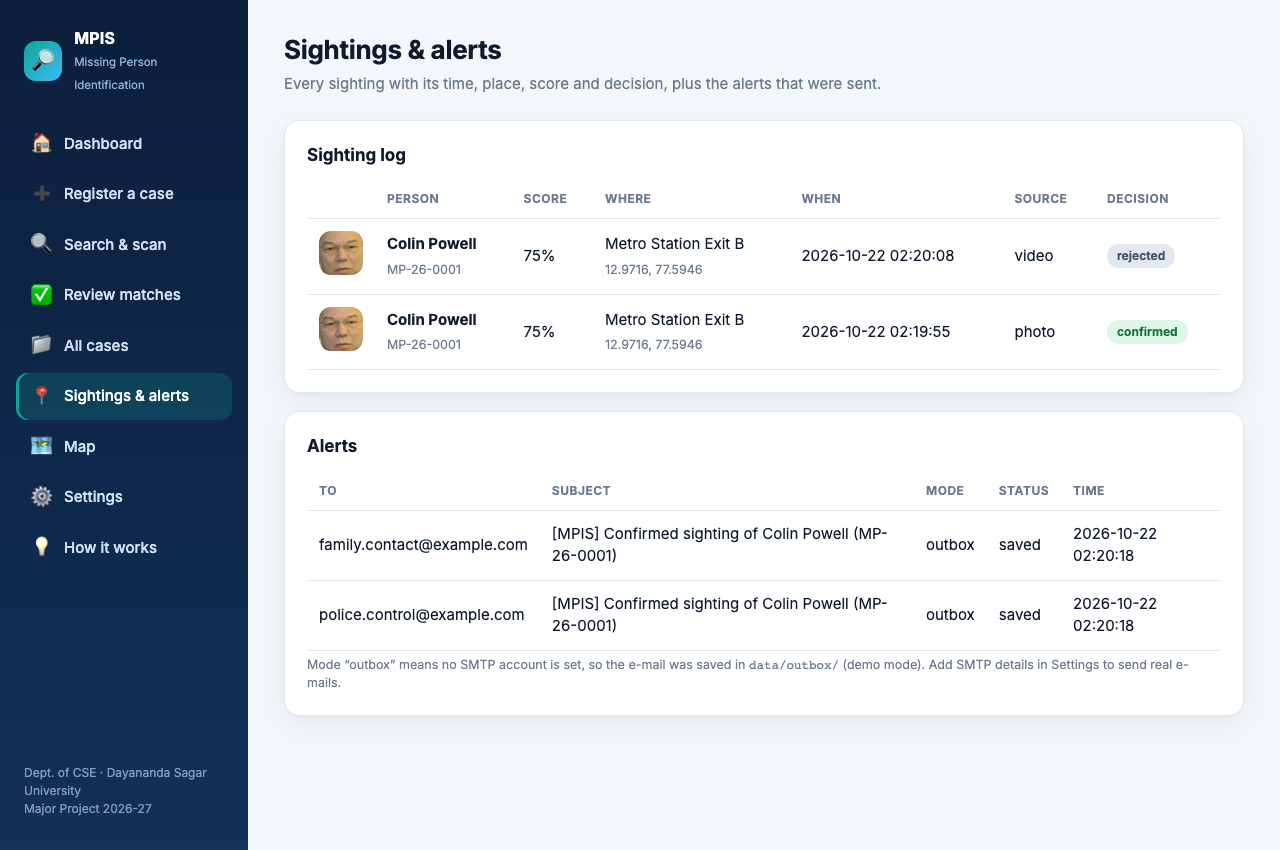 MPIS
Missing Person
Identification
Dashboard
Register a case
Search & scan
Review matches
All cases
Sightings & alerts
Map
Settings
How it works
Dept. of CSE · Dayananda Sagar
University
Major Project 2026-27
Sightings & alerts
Every sighting with its time, place, score and decision, plus the alerts that were sent.
Sighting log
PERSON SCORE WHERE WHEN SOURCE DECISION
Colin Powell 75% Metro Station Exit B 2026-10-22 02:20:08 video rejected
MP-26-0001 12.9716, 77.5946
Colin Powell 75% Metro Station Exit B 2026-10-22 02:19:55 photo confirmed
MP-26-0001 12.9716, 77.5946
Alerts
TO SUBJECT MODE STATUS TIME
family.contact@example.com [MPIS] Confirmed sighting of Colin Powell (MP- outbox saved 2026-10-22
26-0001) 02:20:18
police.control@example.com [MPIS] Confirmed sighting of Colin Powell (MP- outbox saved 2026-10-22
26-0001) 02:20:18
Mode “outbox” means no SMTP account is set, so the e-mail was saved in data/outbox/ (demo mode). Add SMTP details in Settings to send real e-
mails.